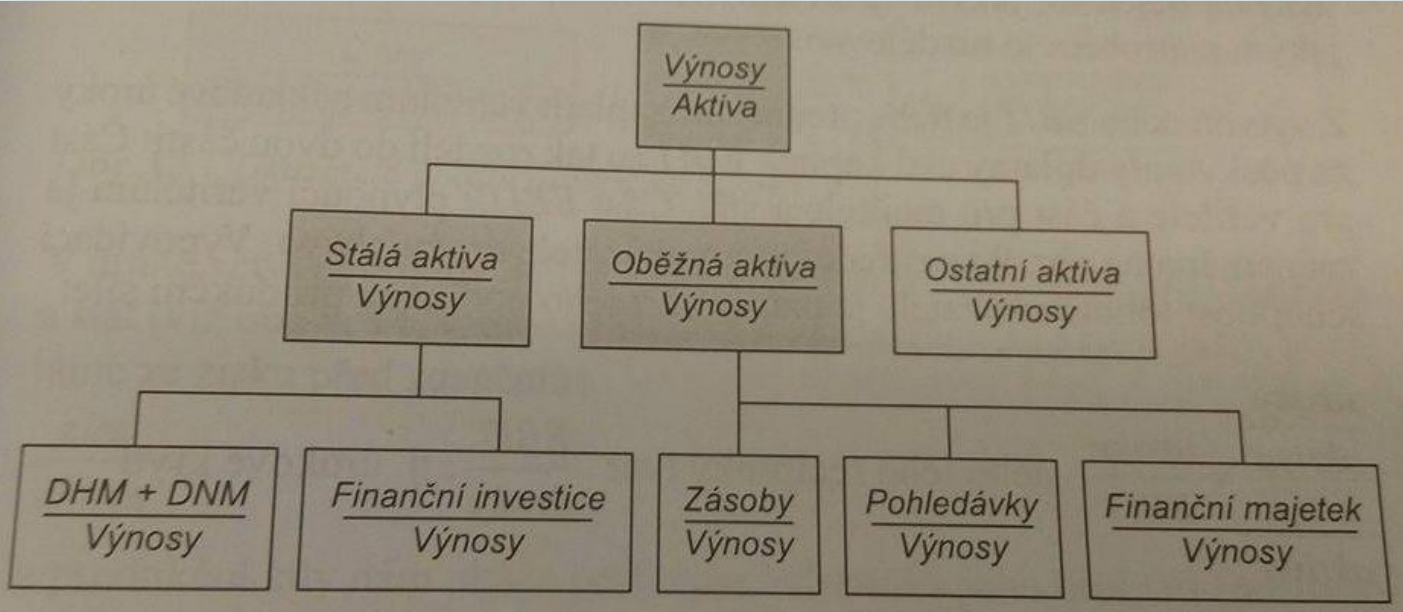 Výnosy
Aktiva
Stálá aktiva
Výnosy
Oběžná aktiva
Výnosy
Ostatní aktiva
Výnosy
DHM + DNM
Výnosy
Finanční investice
Výnosy
Zásoby
Výnosy
Pohledávky
Výnosy
Finanční majetek
Výnosy